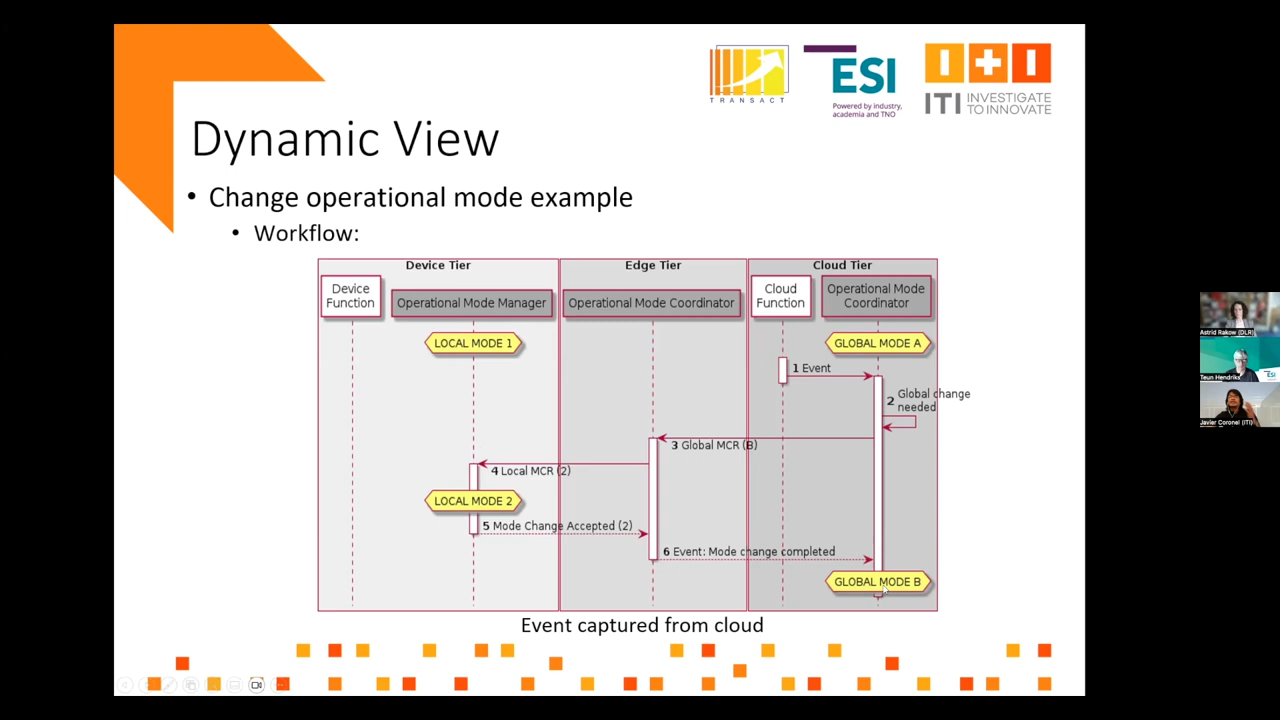 TRANSACT
ESI
Powered by industry,
academia and TNO
I+I
ITI INVESTIGATE
TO INNOVATE
Dynamic View
• Change operational mode example
• Workflow:
Device Tier
Edge Tier
Cloud Tier
Device
Function
Operational Mode Manager
Operational Mode Coordinator
Cloud
Function
Operational Mode
Coordinator
LOCAL MODE 1
GLOBAL MODE A
1 Event
2 Global change
needed
3 Global MCR (B)
4 Local MCR (2)
LOCAL MODE 2
5 Mode Change Accepted (2)
6 Event: Mode change completed
GLOBAL MODE B
Event captured from cloud
Astrid Rakow (DLR)
Teun Hendriks
ESI
Javier Coronel (ITI)